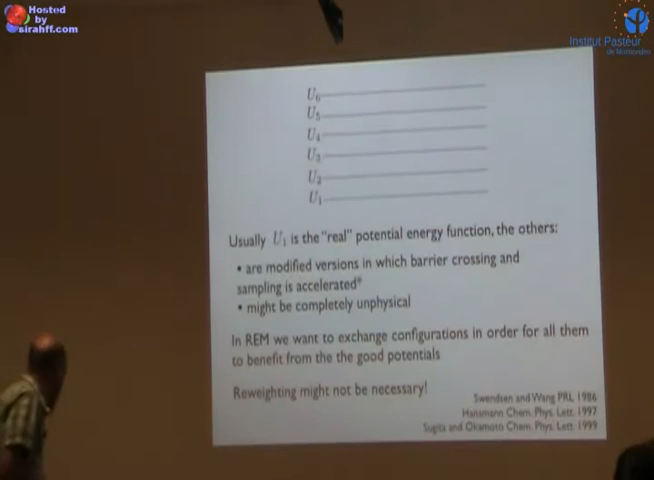 Hosted
by
sirahff.com
Institut Pasteur
de Montevideo
U6
U5
U4
U3
U2
U1
Usually U1 is the "real" potential energy function, the others:
• are modified versions in which barrier crossing and
sampling is accelerated*
• might be completely unphysical
In REM we want to exchange configurations in order for all them
to benefit from the the good potentials
Reweighting might not be necessary!
Swendsen and Wang PRL 1986
Hansmann Chem. Phys. Lett. 1997
Sugita and Okamoto Chem. Phys. Lett. 1999